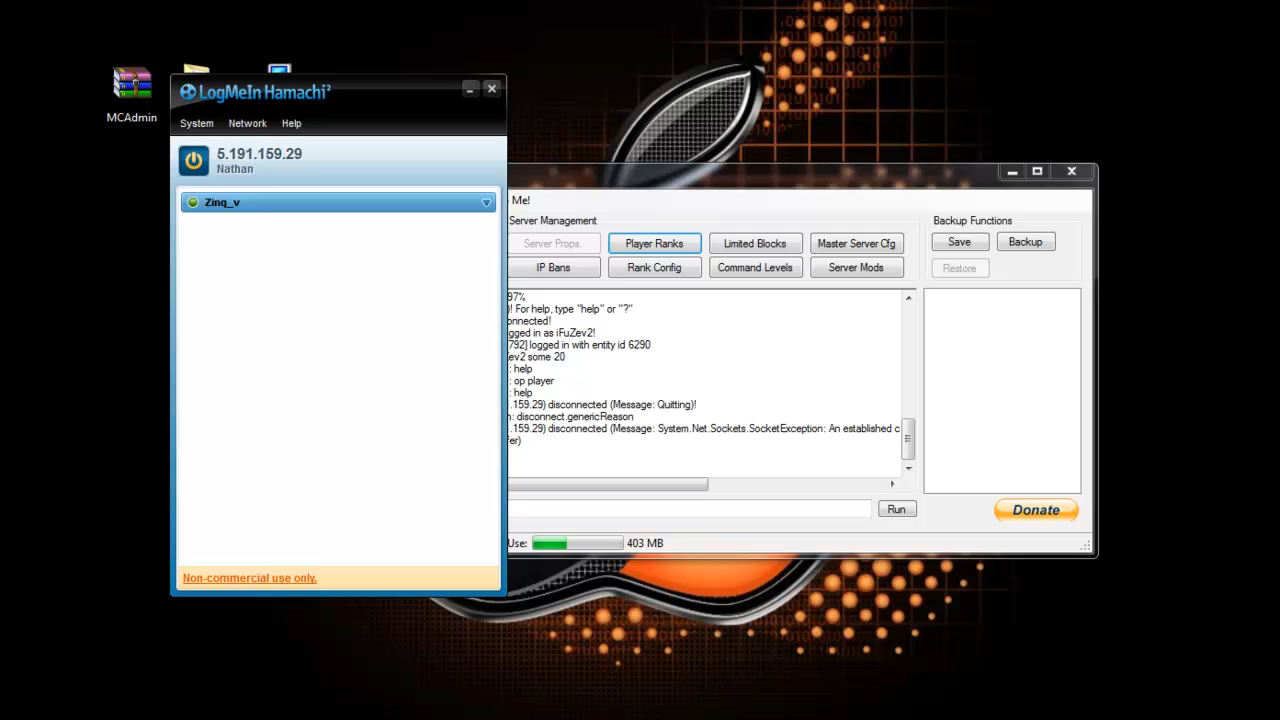 MCAdmin
LogMeIn Hamachi²
System Network Help
5.191.159.29
Nathan
Zinq_v
Non-commercial use only.
Me!
Server Management
Server Props. Player Ranks Limited Blocks Master Server Cfg
IP Bans Rank Config Command Levels Server Mods
Backup Functions
Save Backup
Restore
97%
)! For help, type "help" or "?"
onnected!
gged in as iFuZev2!
792] logged in with entity id 6290
Zev2 some 20
: help
: op player
: help
.159.29) disconnected (Message: Quitting)!
n: disconnect.genericReason
.159.29) disconnected (Message: System.Net.Sockets.SocketException: An established c
fer)
Run
Donate
Use: 403 MB